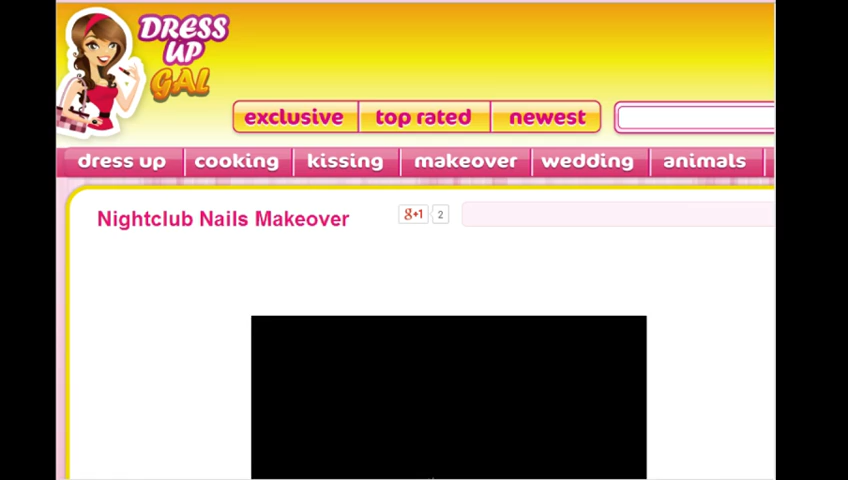 DRESS
UP
GAL
exclusive top rated newest
dress up cooking kissing makeover wedding animals
Nightclub Nails Makeover
g+1 2